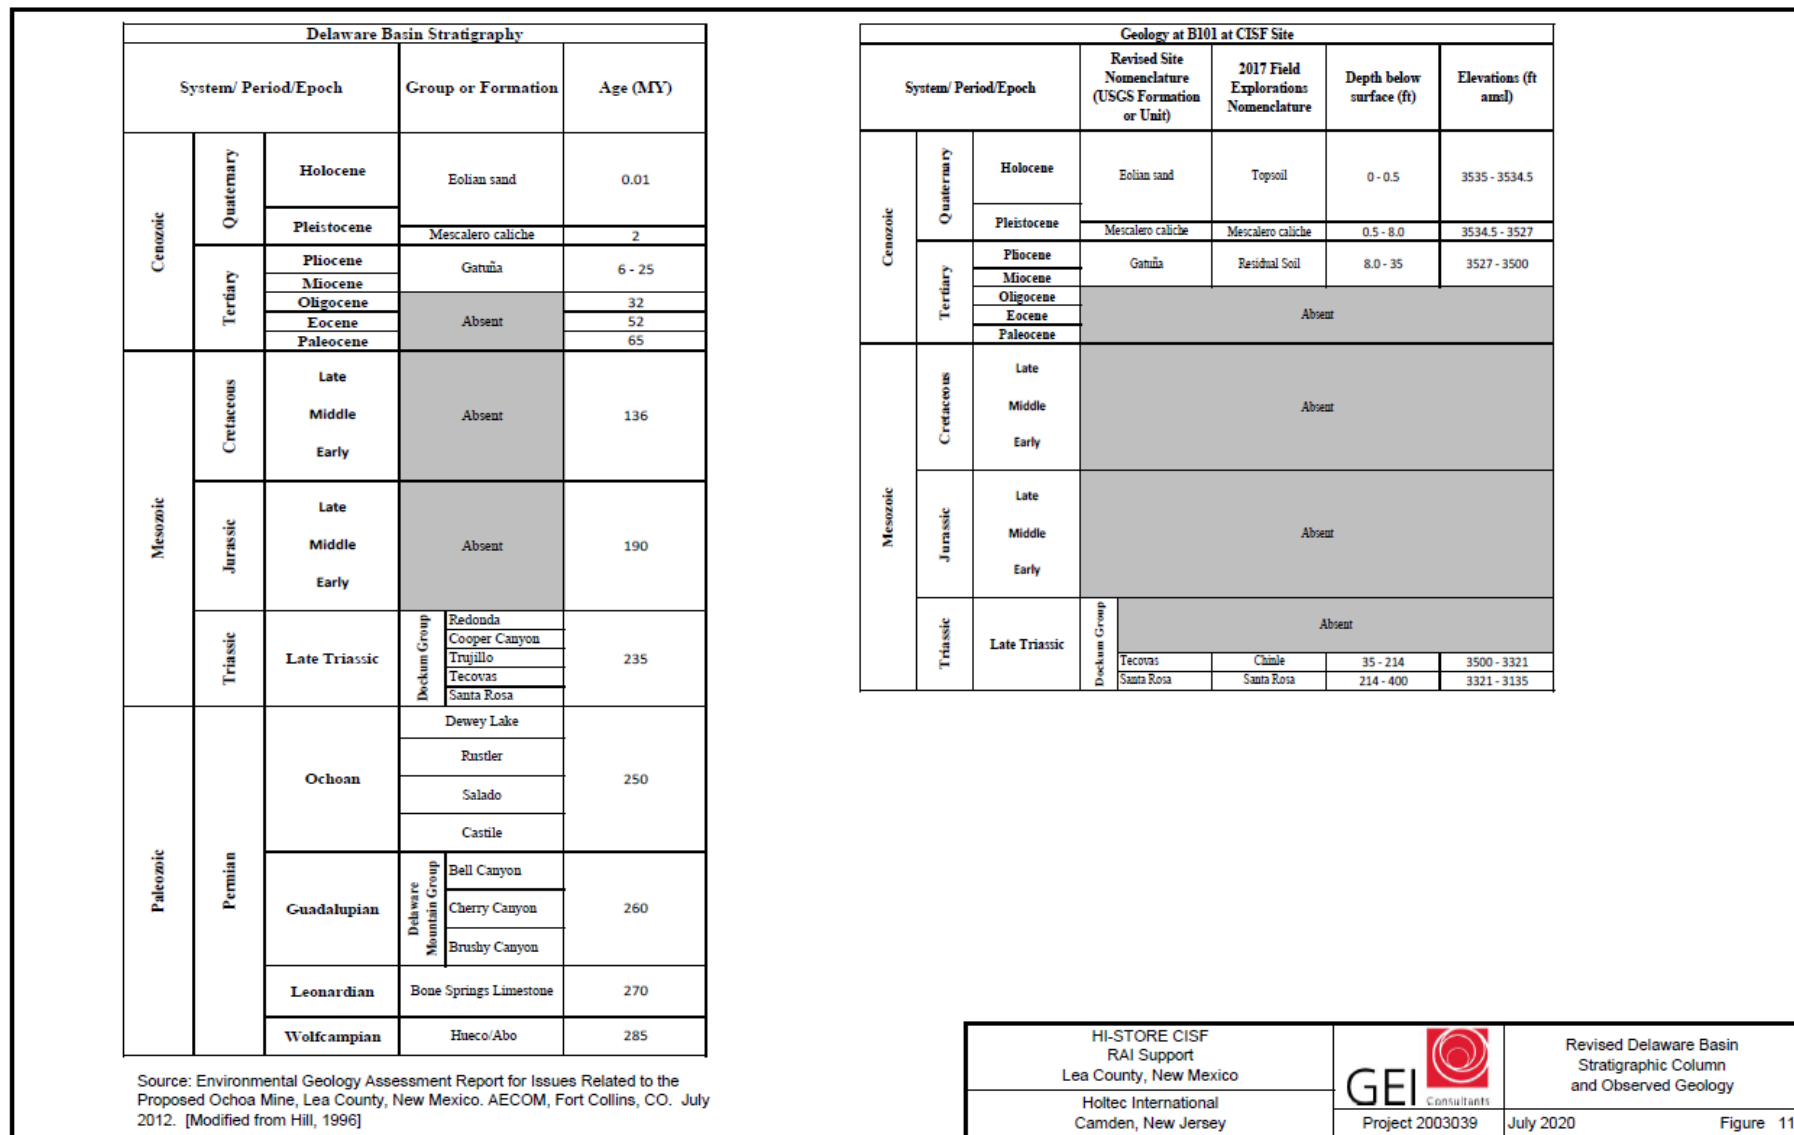 Delaware Basin Stratigraphy
System/ Period/Epoch
Group or Formation
Age (MY)
Cenozoic
Quaternary
Holocene
Eolian sand
0.01
Pleistocene
Mescalero caliche
2
Tertiary
Pliocene
Gatuña
6 - 25
Miocene
Oligocene
Absent
32
Eocene
52
Paleocene
65
Mesozoic
Cretaceous
Late
Middle
Early
Absent
136
Jurassic
Late
Middle
Early
Absent
190
Triassic
Late Triassic
Dockum Group
Redonda
Cooper Canyon
Trujillo
Tecovas
Santa Rosa
235
Paleozoic
Permian
Ochoan
Dewey Lake
Rustler
Salado
Castile
250
Guadalupian
Delaware
Mountain Group
Bell Canyon
Cherry Canyon
Brushy Canyon
260
Leonardian
Bone Springs Limestone
270
Wolfcampian
Hueco/Abo
285
Source: Environmental Geology Assessment Report for Issues Related to the
Proposed Ochoa Mine, Lea County, New Mexico. AECOM, Fort Collins, CO. July
2012. [Modified from Hill, 1996]
Geology at B101 at CISF Site
System/ Period/Epoch
Revised Site
Nomenclature
(USGS Formation
or Unit)
2017 Field
Explorations
Nomenclature
Depth below
surface (ft)
Elevations (ft
amsl)
Cenozoic
Quaternary
Holocene
Eolian sand
Topsoil
0 - 0.5
3535 - 3534.5
Pleistocene
Mescalero caliche
Mescalero caliche
0.5 - 8.0
3534.5 - 3527
Tertiary
Pliocene
Gatuña
Residual Soil
8.0 - 35
3527 - 3500
Miocene
Oligocene
Eocene
Absent
Paleocene
Mesozoic
Cretaceous
Late
Middle
Early
Absent
Jurassic
Late
Middle
Early
Absent
Triassic
Late Triassic
Dockum Group
Absent
Tecovas
Chinle
35 - 214
3500 - 3321
Santa Rosa
Santa Rosa
214 - 400
3321 - 3135
HI-STORE CISF
RAI Support
Lea County, New Mexico
Holtec International
Camden, New Jersey
GEI
Consultants
Project 2003039
Revised Delaware Basin
Stratigraphic Column
and Observed Geology
July 2020
Figure 11